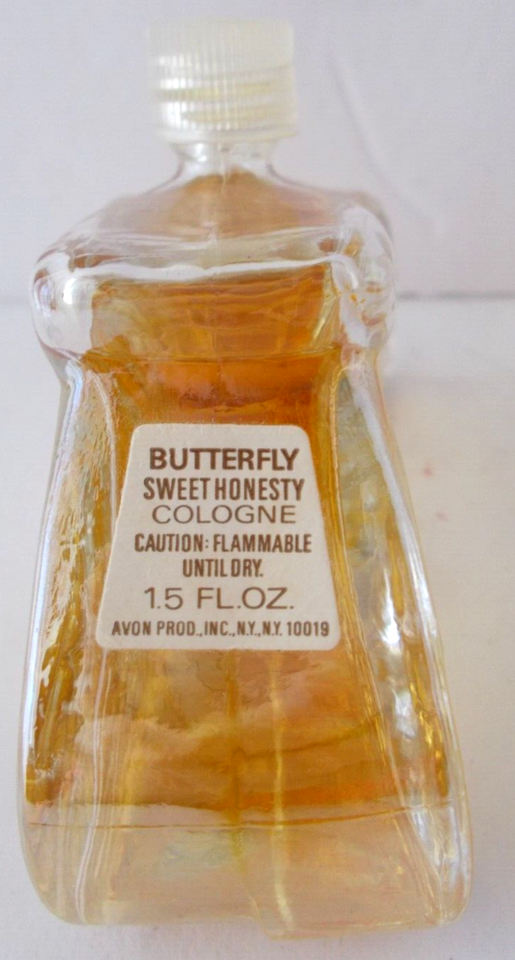 BUTTERFLY
SWEET HONESTY
COLOGNE
CAUTION: FLAMMABLE
UNTIL DRY.
1.5 FL.OZ.
AVON PROD., INC., N.Y., N.Y. 10019